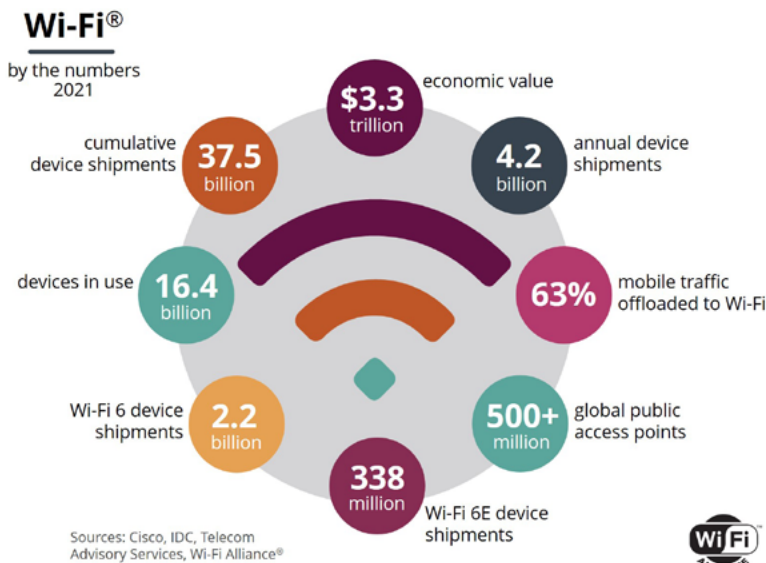 Wi-Fi®
by the numbers
2021
$3.3
trillion
economic value
cumulative
device shipments
37.5
billion
4.2
billion
annual device
shipments
devices in use
16.4
billion
63%
mobile traffic
offloaded to Wi-Fi
Wi-Fi 6 device
shipments
2.2
billion
500+
million
global public
access points
338
million
Wi-Fi 6E device
shipments
Sources: Cisco, IDC, Telecom
Advisory Services, Wi-Fi Alliance®
Wi Fi